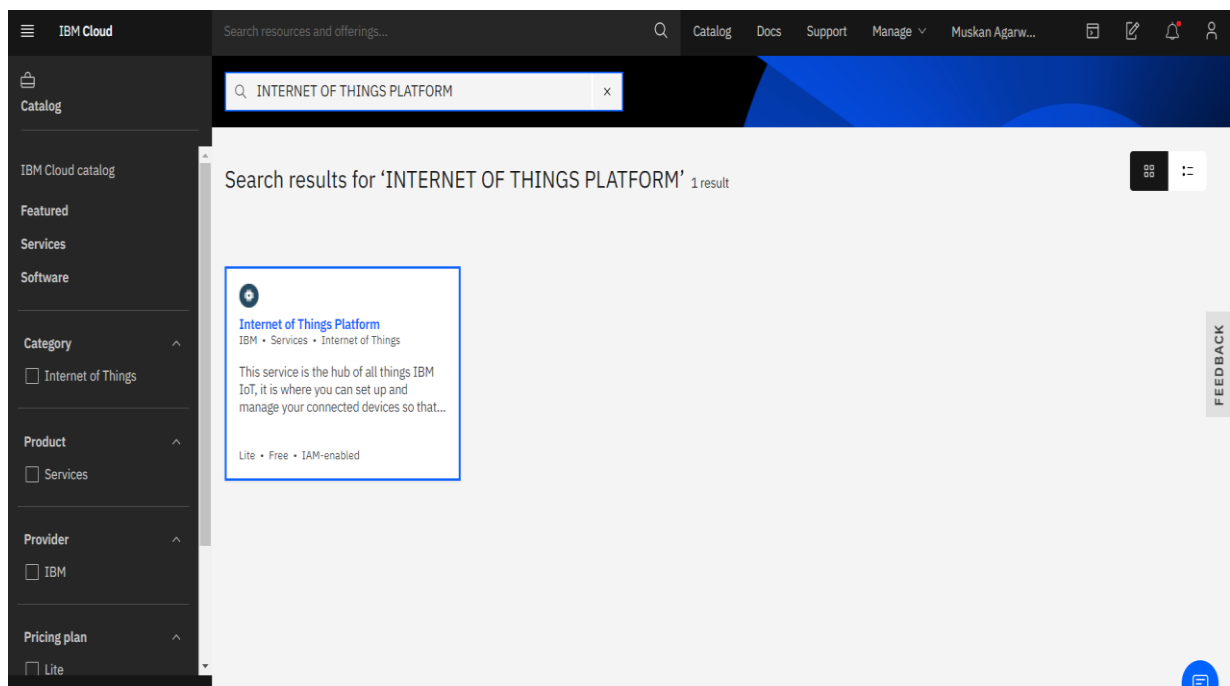 IBM Cloud
Search resources and offerings...
Catalog
Docs
Support
Manage
Muskan Agarw...
Catalog
INTERNET OF THINGS PLATFORM
x
IBM Cloud catalog
Featured
Services
Software
Category
Internet of Things
Product
Services
Provider
IBM
Pricing plan
Lite
Search results for ‘INTERNET OF THINGS PLATFORM’ 1 result
Internet of Things Platform
IBM • Services • Internet of Things
This service is the hub of all things IBM
IoT, it is where you can set up and
manage your connected devices so that...
Lite • Free • IAM-enabled
FEEDBACK